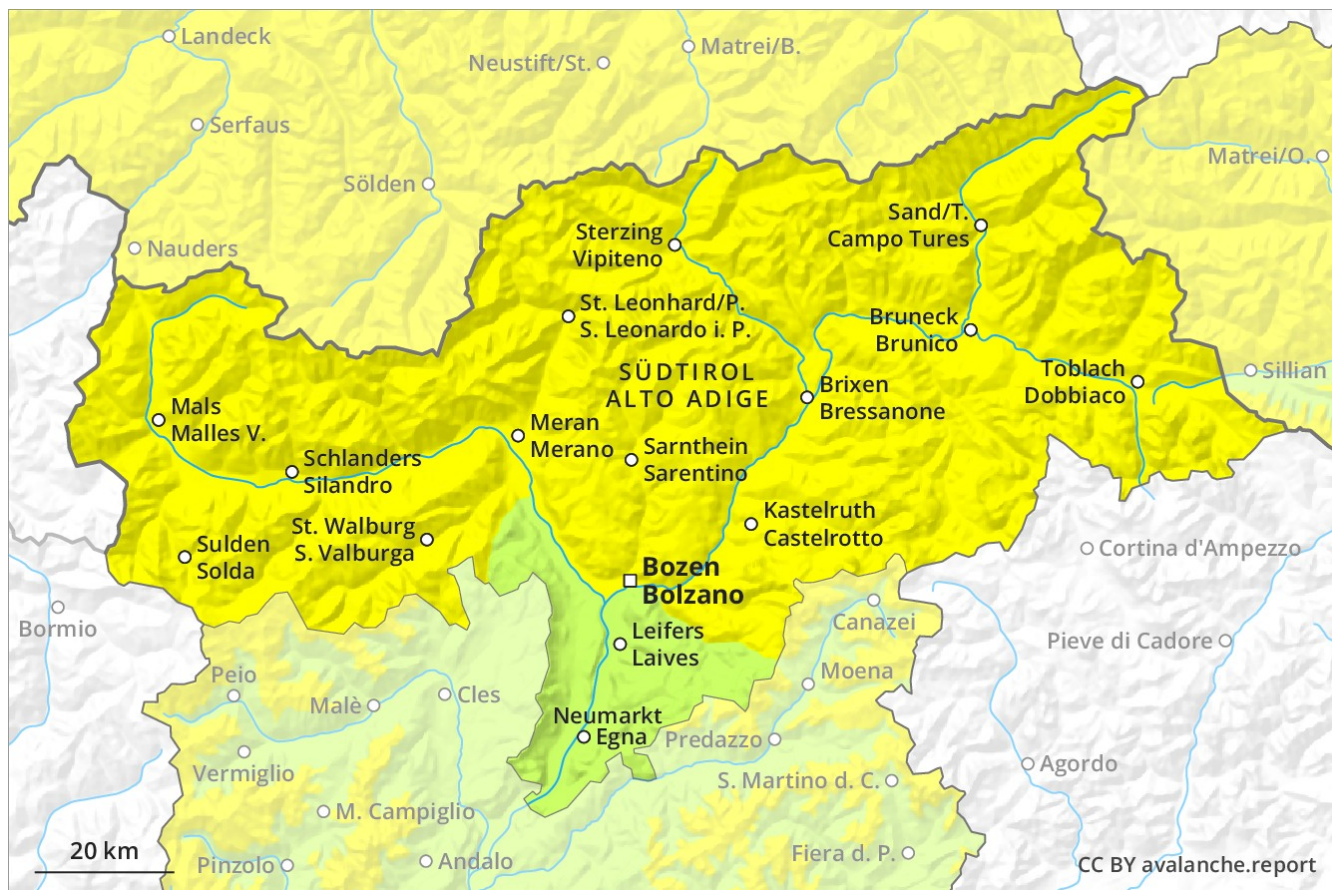 Landeck
Matrei/B.
Neustift/St.
Serfaus
Matrei/O.
Sölden
Sand/T.
Campo Tures
Sterzing
Vipiteno
Nauders
St. Leonhard/P.
S. Leonardo i. P.
Bruneck
Brunico
SÜDTIROL
ALTO ADIGE
Toblach
Dobbiaco
Sillian
Brixen
Bressanone
Mals
Malles V.
Meran
Merano
Sarnthein
Sarentino
Schlanders
Silandro
Kastelruth
Castelrotto
St. Walburg
S. Valburga
Sulden
Solda
Cortina d'Ampezzo
Bozen
Bolzano
Bormio
Canazei
Leifers
Laives
Pieve di Cadore
Peio
Moena
Malè
Cles
Neumarkt
Egna
Predazzo
Vermiglio
Agordo
S. Martino d. C.
M. Campiglio
20 km
Pinzolo
Andalo
Fiera d. P.
CC BY avalanche.report